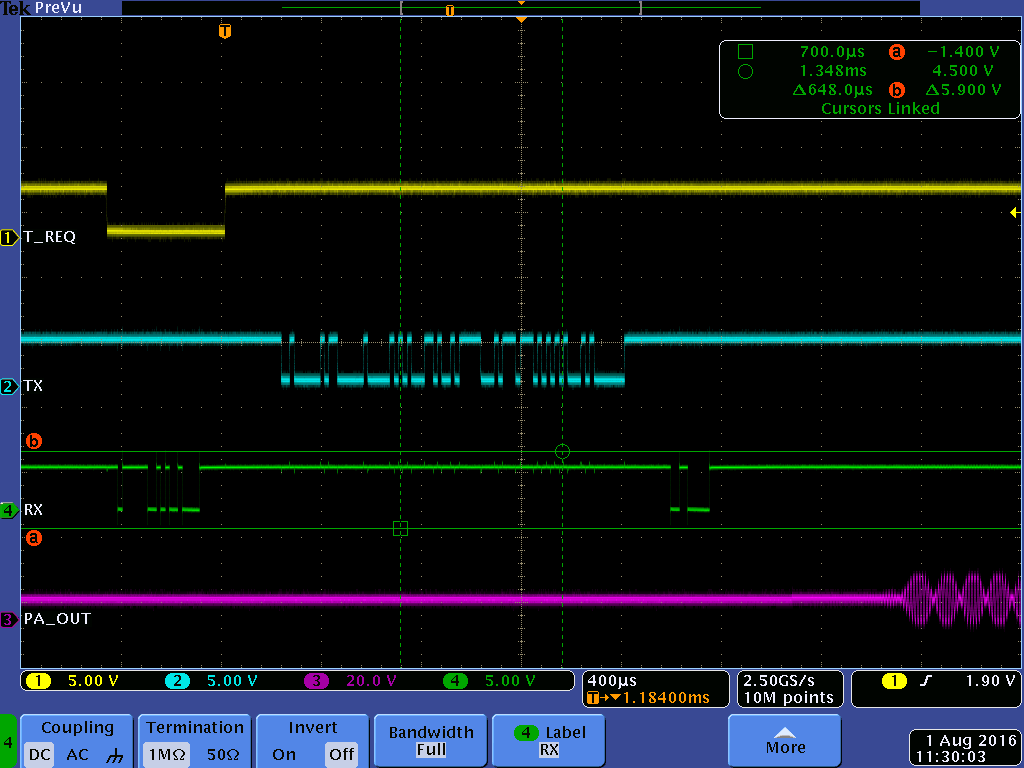 Tek PreVu
T
T
700.0µs a −1.400 V
1.348ms 4.500 V
Δ648.0µs b Δ5.900 V
Cursors Linked
1 T_REQ
2 TX
b
4 RX
a
3 PA_OUT
1 5.00 V 2 5.00 V 3 20.0 V 4 5.00 V
400µs
T→▼1.18400ms
2.50GS/s
10M points
1 1.90 V
4
Coupling
DC AC
Termination
1MΩ 50Ω
Invert
On Off
Bandwidth
Full
4 Label
RX
More
1 Aug 2016
11:30:03